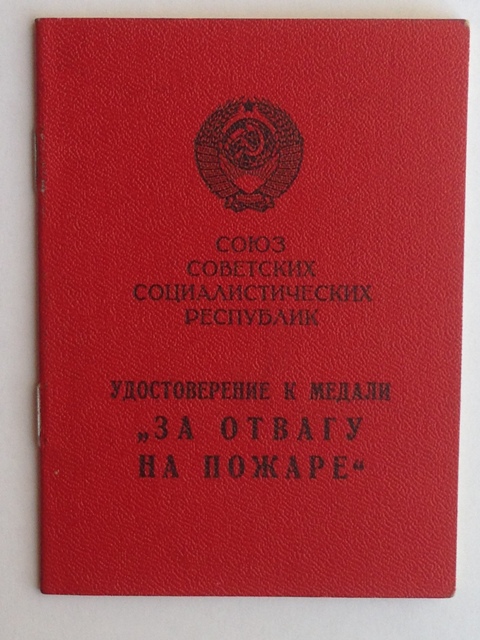 СОЮЗ
СОВЕТСКИХ
СОЦИАЛИСТИЧЕСКИХ
РЕСПУБЛИК
УДОСТОВЕРЕНИЕ К МЕДАЛИ
„ЗА ОТВАГУ
НА ПОЖАРЕ“